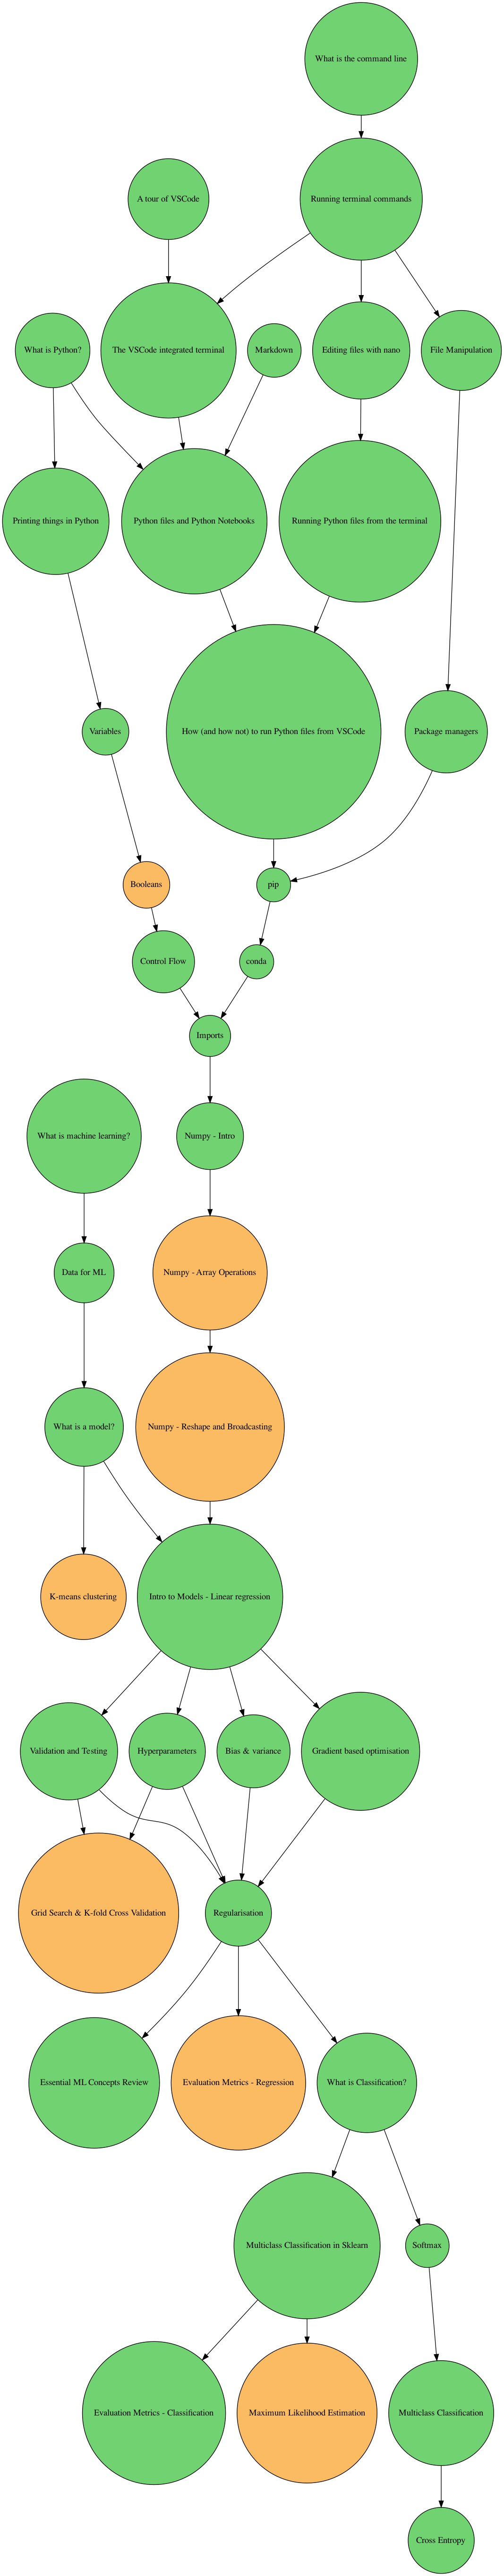 What is the command line
A tour of VSCode
Running terminal commands
What is Python?
The VSCode integrated terminal
Markdown
Editing files with nano
File Manipulation
Printing things in Python
Python files and Python Notebooks
Running Python files from the terminal
Variables
How (and how not) to run Python files from VSCode
Package managers
Booleans
pip
Control Flow
conda
Imports
What is machine learning?
Numpy - Intro
Data for ML
Numpy - Array Operations
What is a model?
Numpy - Reshape and Broadcasting
K-means clustering
Intro to Models - Linear regression
Validation and Testing
Hyperparameters
Bias & variance
Gradient based optimisation
Grid Search & K-fold Cross Validation
Regularisation
Essential ML Concepts Review
Evaluation Metrics - Regression
What is Classification?
Multiclass Classification in Sklearn
Softmax
Evaluation Metrics - Classification
Maximum Likelihood Estimation
Multiclass Classification
Cross Entropy